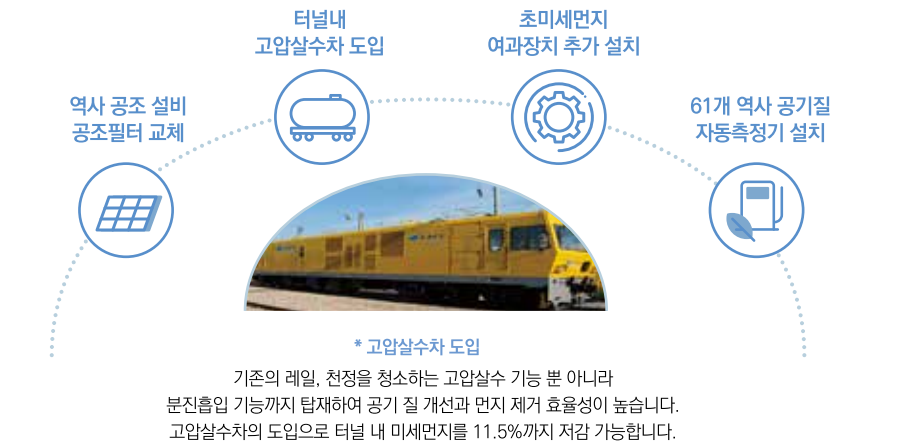 역사 공조 설비
공조필터 교체
터널내
고압살수차 도입
초미세먼지
여과장치 추가 설치
61개 역사 공기질
자동측정기 설치
* 고압살수차 도입
기존의 레일, 천정을 청소하는 고압살수 기능 뿐 아니라
분진흡입 기능까지 탑재하여 공기 질 개선과 먼지 제거 효율성이 높습니다.
고압살수차의 도입으로 터널 내 미세먼지를 11.5%까지 저감 가능합니다.